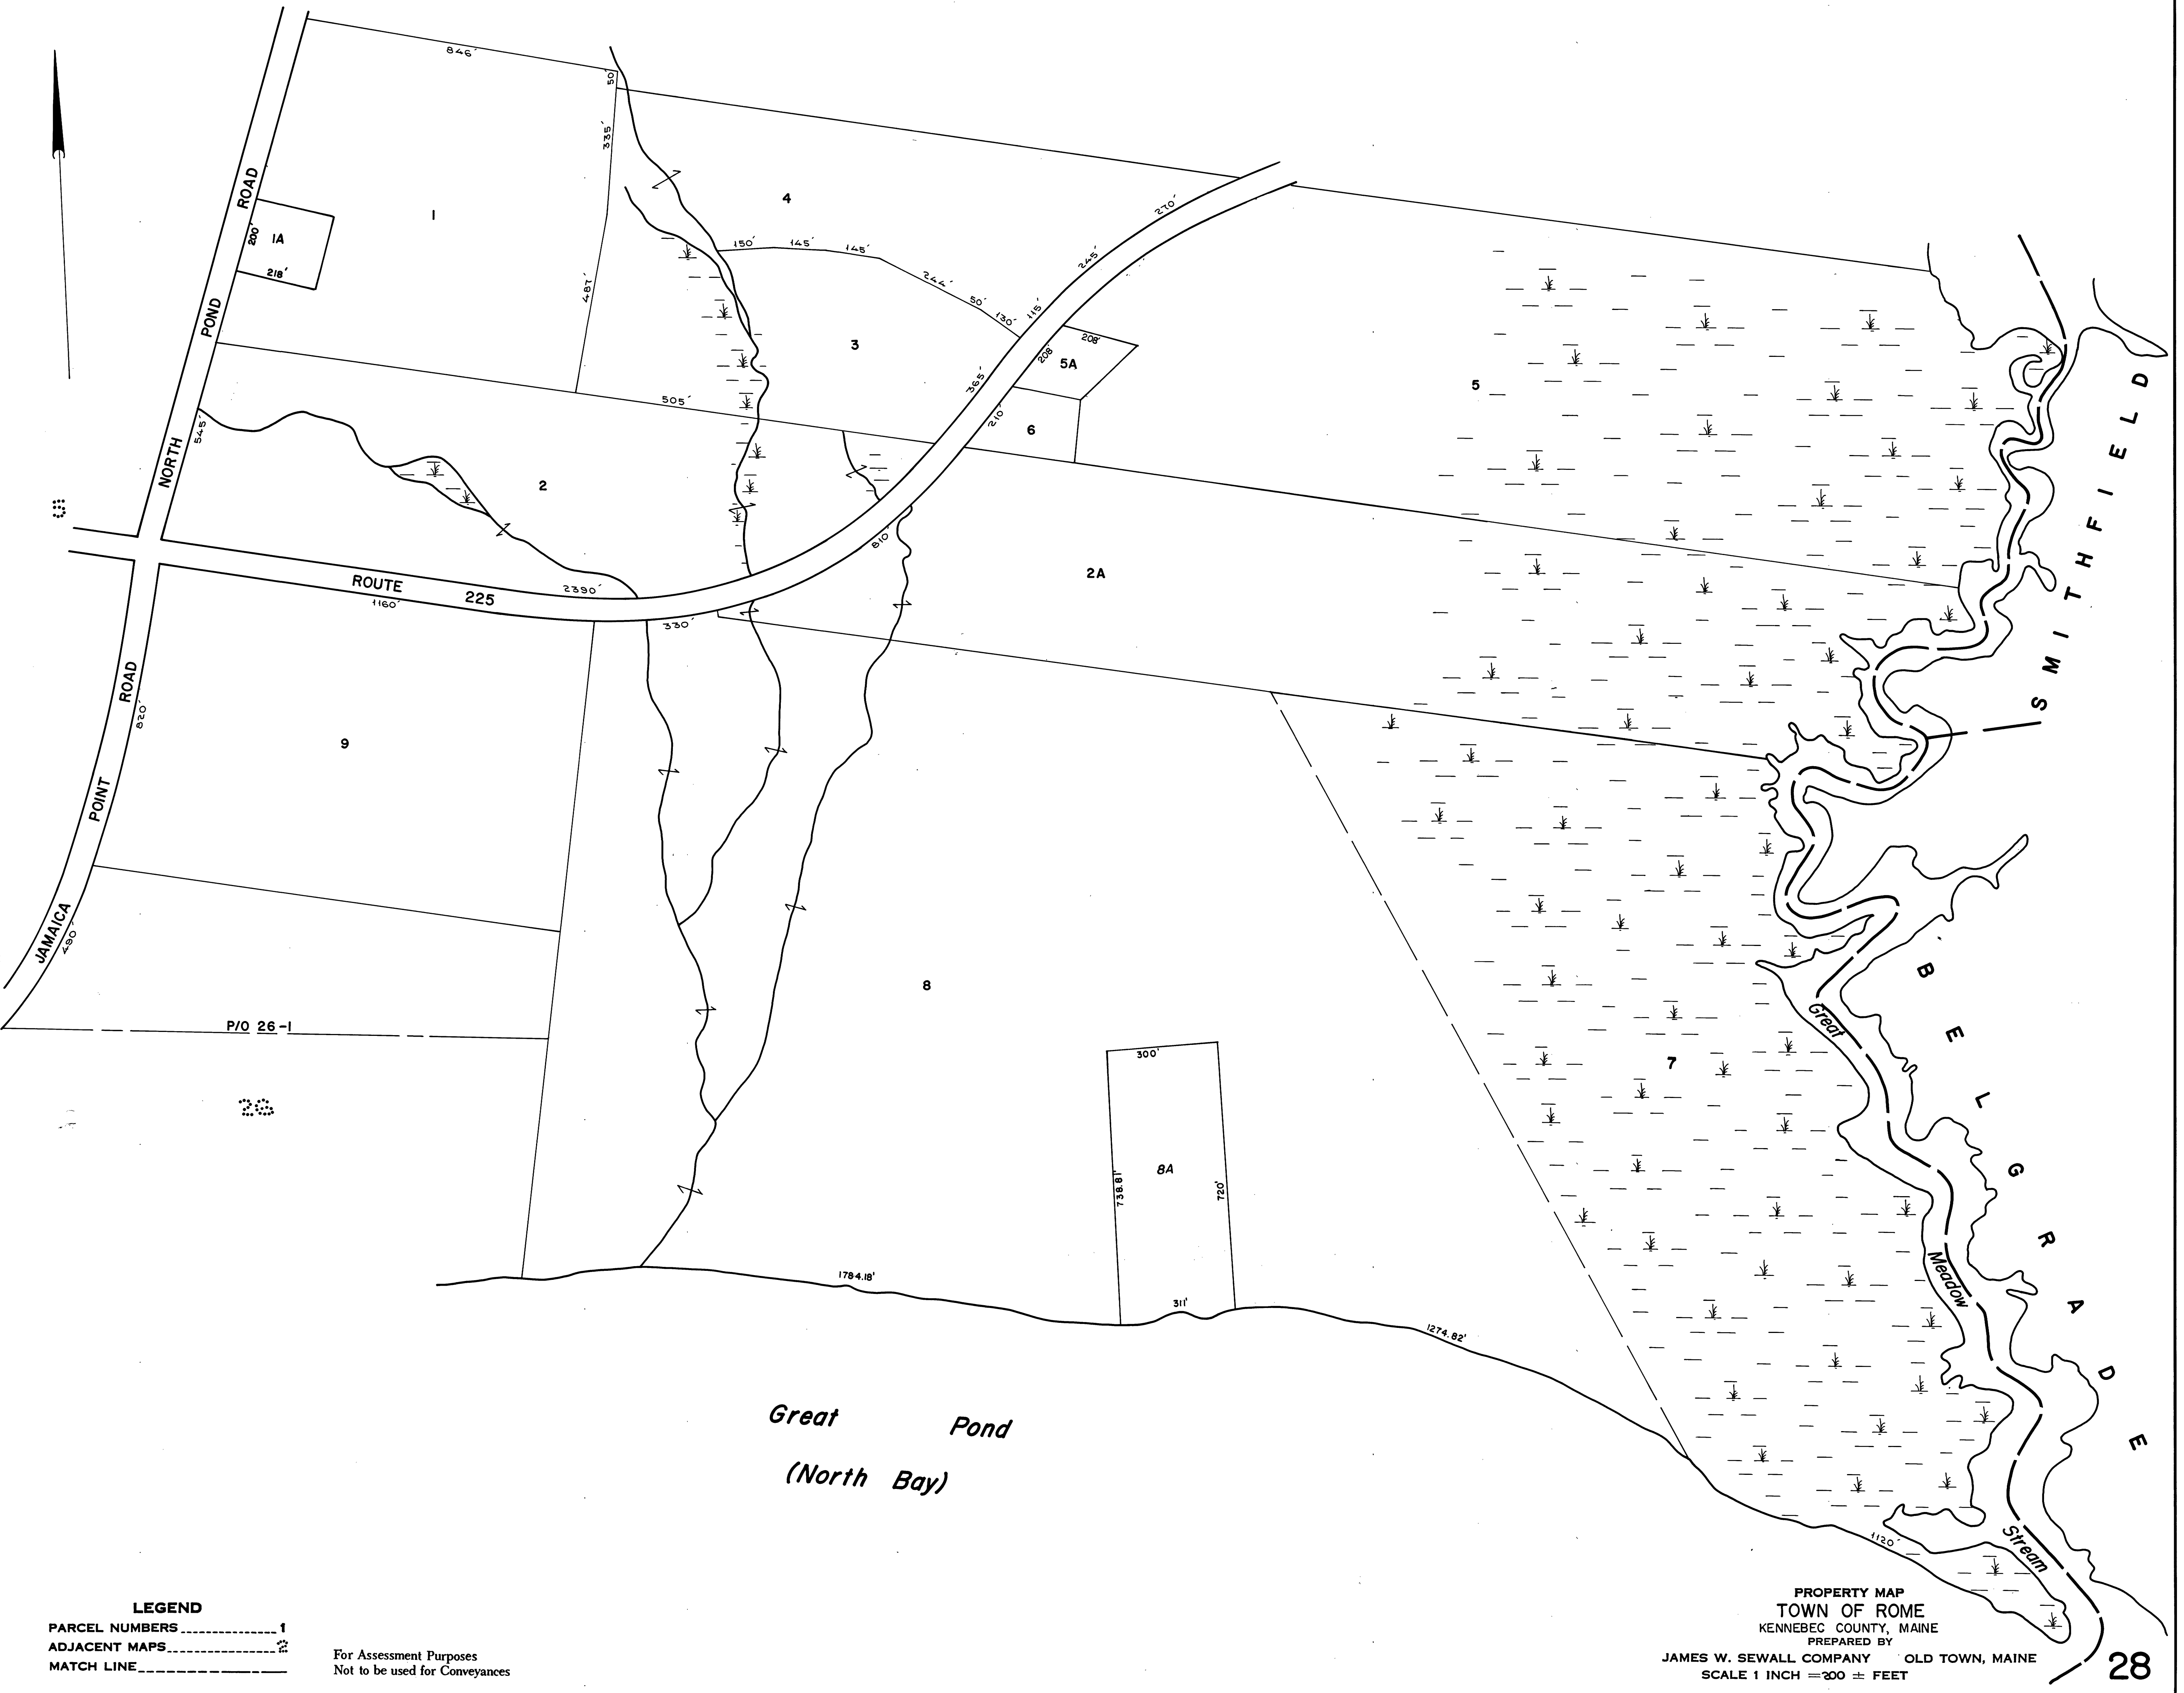 846'
50'
335'
487'
NORTH POND ROAD
200'
1A
218'
1
4
150'
145'
145'
244'
50'
130'
270'
245'
115'
3
365'
208'
208'
5A
210'
6
5
505'
545'
2
5
810'
2A
ROUTE 225
2390'
1160'
330'
JAMAICA POINT ROAD
820'
490'
9
P/O 26-1
26
8
300'
738.81'
8A
720'
1784.18'
311'
1274.82'
7
1120'
SMITHFIELD
BELGRADE
Great Meadow Stream
Great Pond
(North Bay)
LEGEND
PARCEL NUMBERS 1
ADJACENT MAPS 2
MATCH LINE
For Assessment Purposes
Not to be used for Conveyances
PROPERTY MAP
TOWN OF ROME
KENNEBEC COUNTY, MAINE
PREPARED BY
JAMES W. SEWALL COMPANY OLD TOWN, MAINE
SCALE 1 INCH = 200 ± FEET
28